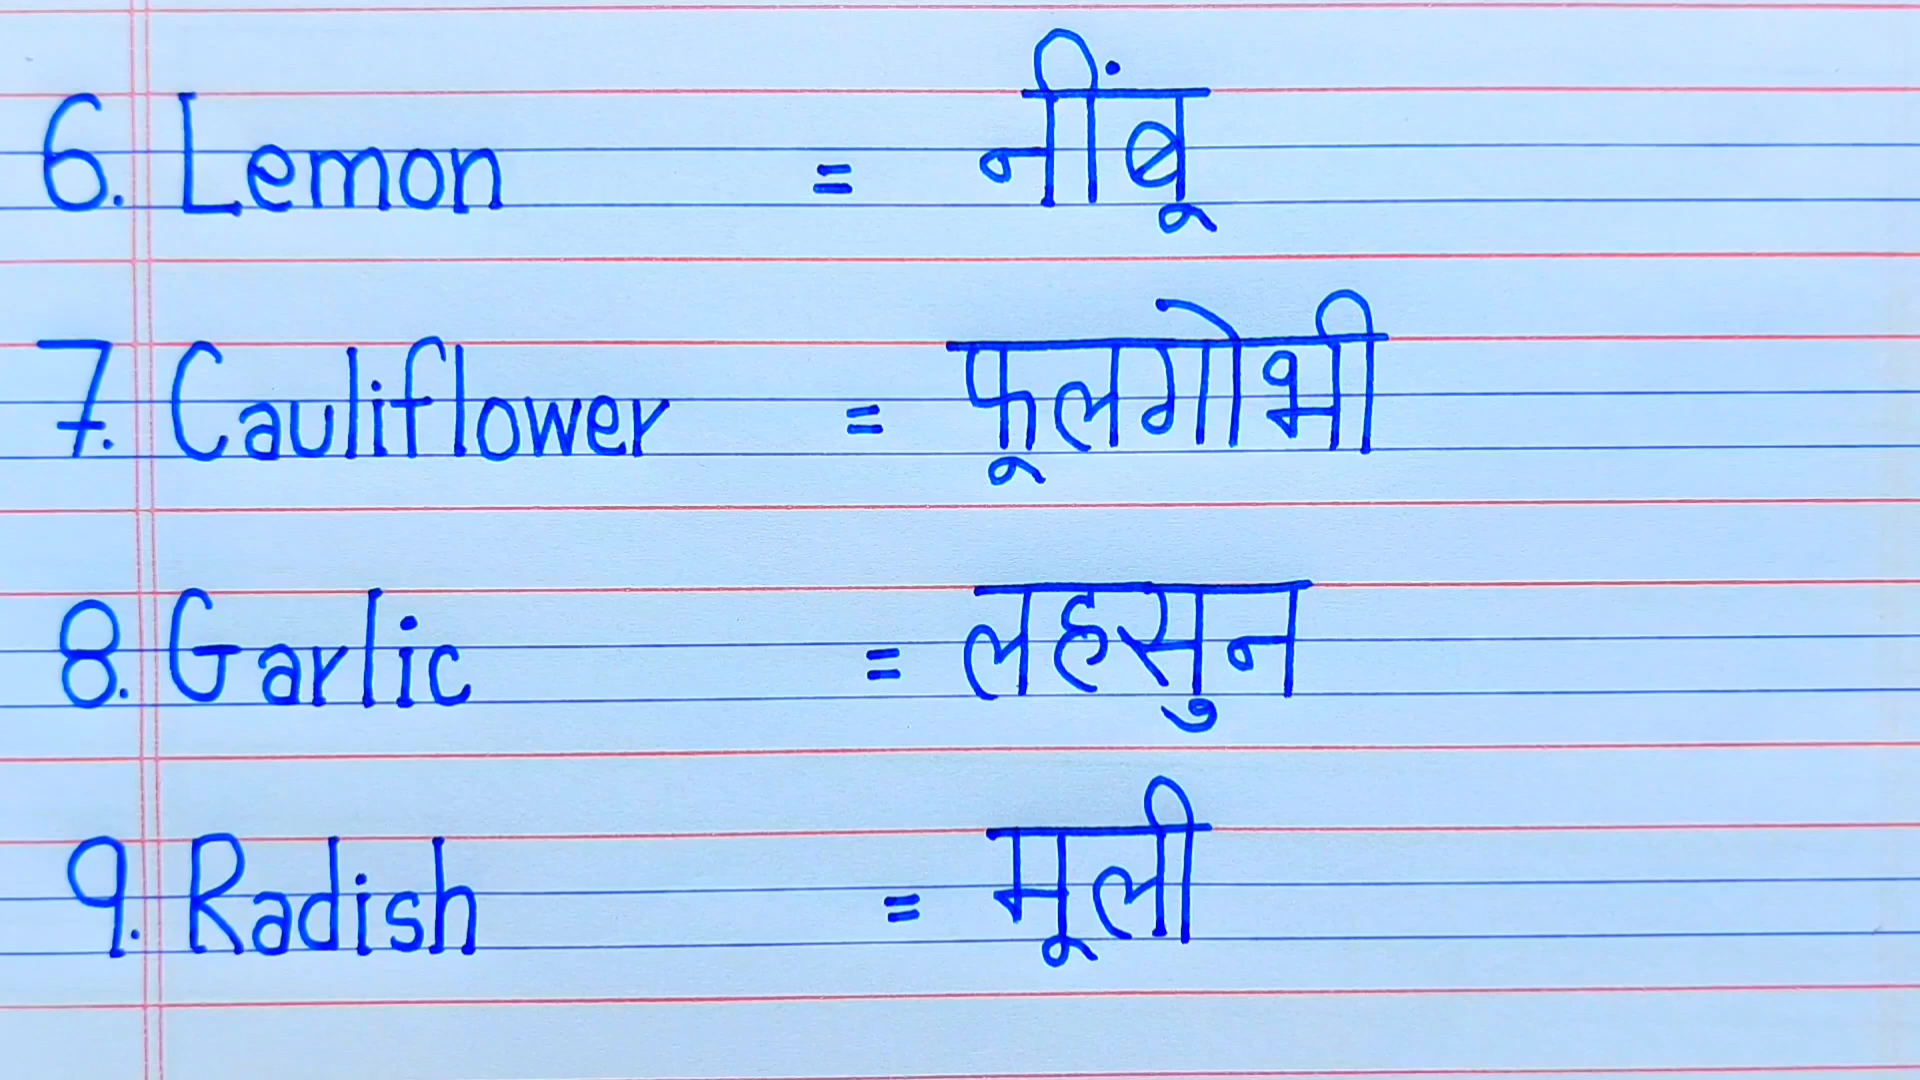 6. Lemon = नींबू
7. Cauliflower = फूलगोभी
8. Garlic = लहसुन
9. Radish = मूली